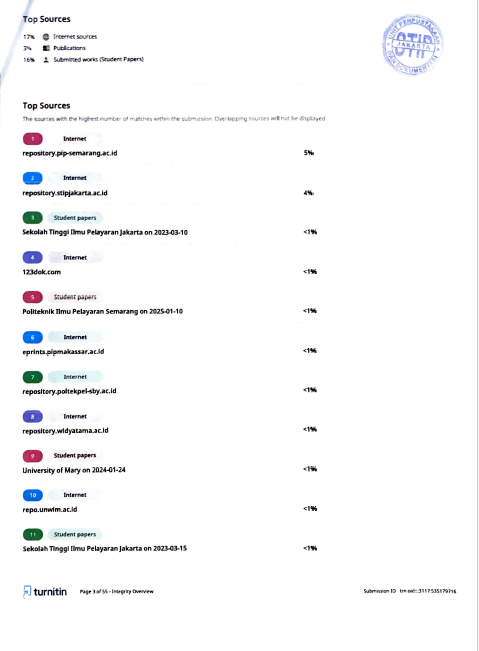 Top Sources
17% Internet sources
3% Publications
16% Submitted works (Student Papers)
UNIT PERPUSTAKAAN
STIP
JAKARTA
DAN DOKUMENTASI
Top Sources
The sources with the highest number of matches within the submission. Overlapping sources will not be displayed.
1 Internet
repository.pip-semarang.ac.id 5%
2 Internet
repository.stipjakarta.ac.id 4%
3 Student papers
Sekolah Tinggi Ilmu Pelayaran Jakarta on 2023-03-10 <1%
4 Internet
123dok.com <1%
5 Student papers
Politeknik Ilmu Pelayaran Semarang on 2025-01-10 <1%
6 Internet
eprints.pipmakassar.ac.id <1%
7 Internet
repository.poltekpel-sby.ac.id <1%
8 Internet
repository.widyatama.ac.id <1%
9 Student papers
University of Mary on 2024-01-24 <1%
10 Internet
repo.unwim.ac.id <1%
11 Student papers
Sekolah Tinggi Ilmu Pelayaran Jakarta on 2023-03-15 <1%
turnitin Page 3 of 55 - Integrity Overview Submission ID trn:oid:::3117:535179716